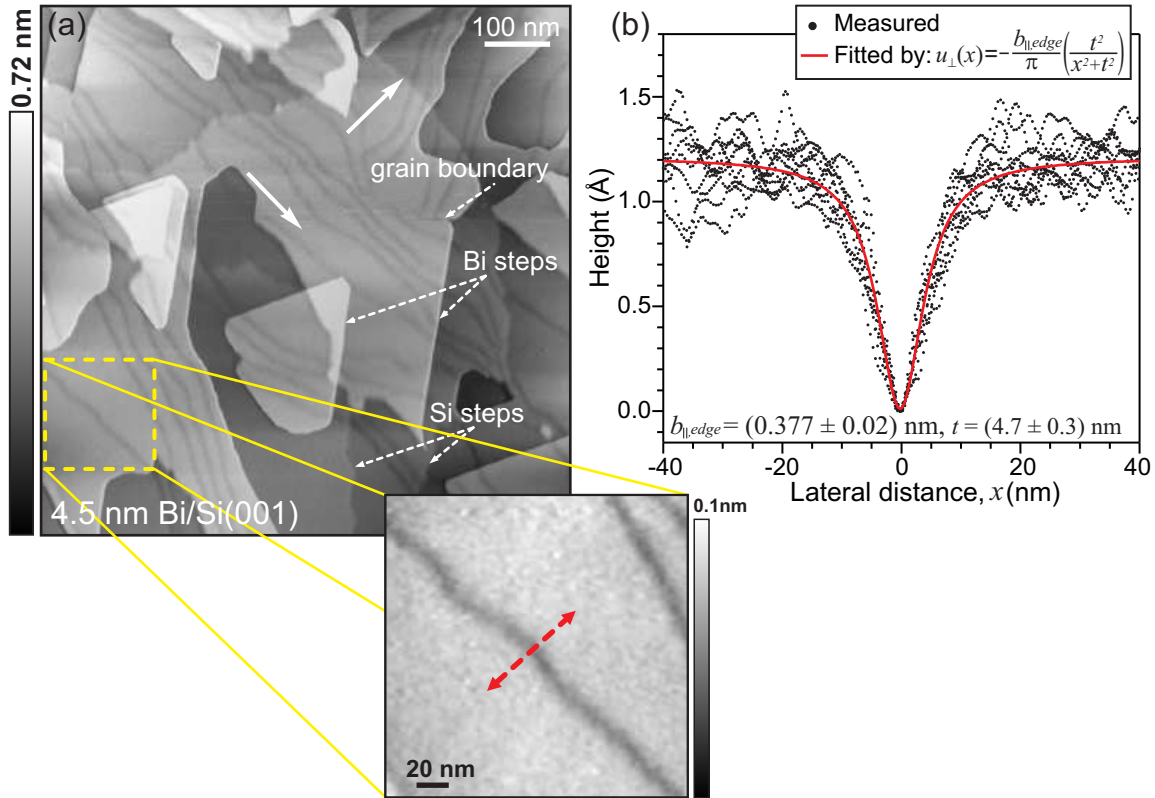 (a)
100 nm
0.72 nm
grain boundary
Bi steps
Si steps
4.5 nm Bi/Si(001)
0.1nm
20 nm
(b)
Measured
Fitted by: u⊥(x)=-b||,edge/π(t²/x²+t²)
Height (Å)
1.5
1.0
0.5
0.0
b||,edge = (0.377 ± 0.02) nm, t = (4.7 ± 0.3) nm
-40 -20 0 20 40
Lateral distance, x(nm)